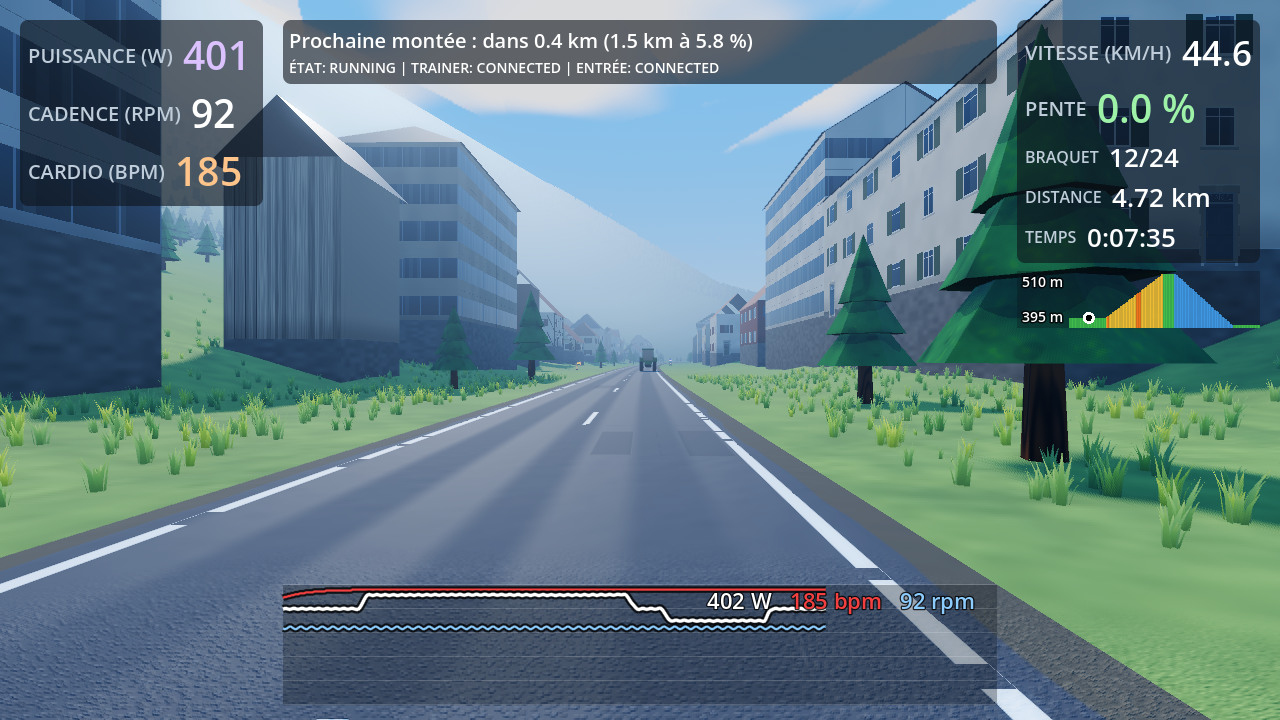 PUISSANCE (W) 401
CADENCE (RPM) 92
CARDIO (BPM) 185
Prochaine montée : dans 0.4 km (1.5 km à 5.8 %)
ÉTAT: RUNNING | TRAINER: CONNECTED | ENTRÉE: CONNECTED
VITESSE (KM/H) 44.6
PENTE 0.0 %
BRAQUET 12/24
DISTANCE 4.72 km
TEMPS 0:07:35
510 m
395 m
402 W 185 bpm 92 rpm